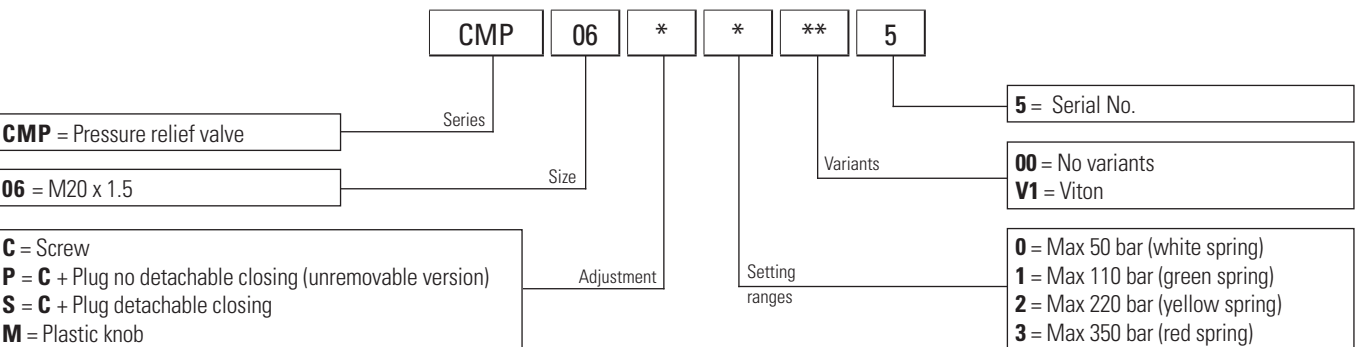 CMP 06 * * ** 5
Series
CMP = Pressure relief valve
Size
06 = M20 x 1.5
Adjustment
C = Screw
P = C + Plug no detachable closing (unremovable version)
S = C + Plug detachable closing
M = Plastic knob
Setting
ranges
0 = Max 50 bar (white spring)
1 = Max 110 bar (green spring)
2 = Max 220 bar (yellow spring)
3 = Max 350 bar (red spring)
Variants
00 = No variants
V1 = Viton
5 = Serial No.